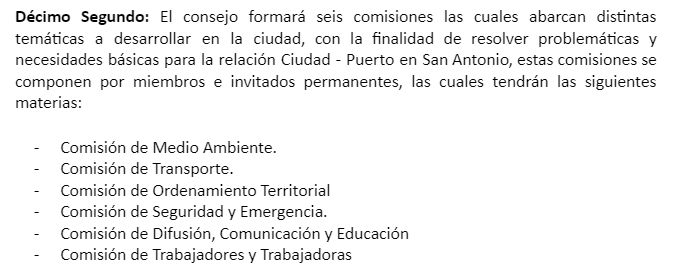 Décimo Segundo: El consejo formará seis comisiones las cuales abarcan distintas
temáticas a desarrollar en la ciudad, con la finalidad de resolver problemáticas y
necesidades básicas para la relación Ciudad - Puerto en San Antonio, estas comisiones se
componen por miembros e invitados permanentes, las cuales tendrán las siguientes
materias:
- Comisión de Medio Ambiente.
- Comisión de Transporte.
- Comisión de Ordenamiento Territorial
- Comisión de Seguridad y Emergencia.
- Comisión de Difusión, Comunicación y Educación
- Comisión de Trabajadores y Trabajadoras